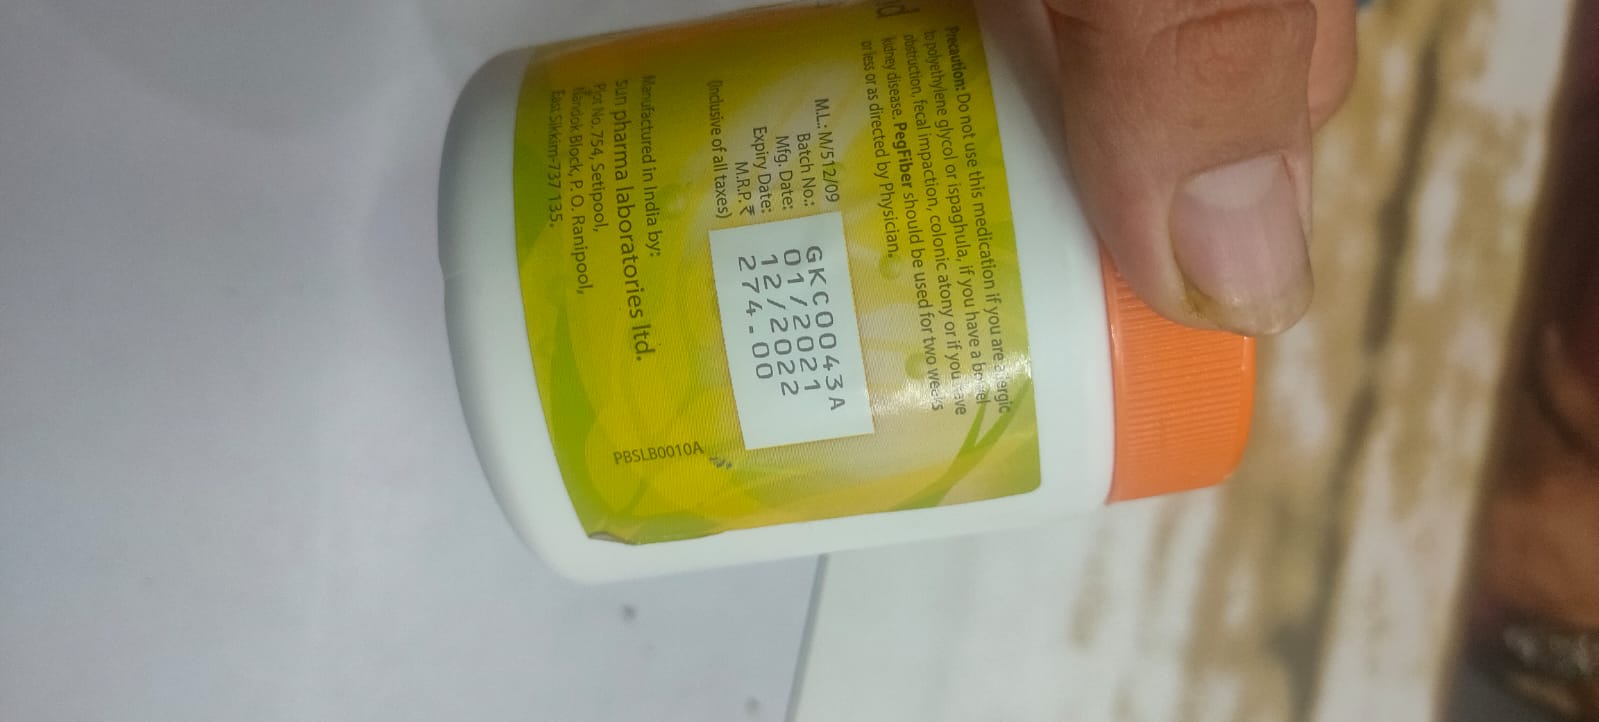 Precaution: Do not use this medication if you are allergic
to polyethylene glycol or ispaghula, if you have a bowel
obstruction, fecal impaction, colonic atony or if you have
kidney disease. PegFiber should be used for two weeks
or less or as directed by Physician.
M.L.: M/512/09
Batch No.: GKC0043A
Mfg. Date: 01/2021
Expiry Date: 12/2022
M.R.P.₹ 274-00
(Inclusive of all taxes)
Manufactured in India by:
Sun pharma laboratories ltd.
Plot No. 754, Setipool,
Nandok Block, P. O. Ranipool,
East Sikkim-737 135.
PBSLB0010A